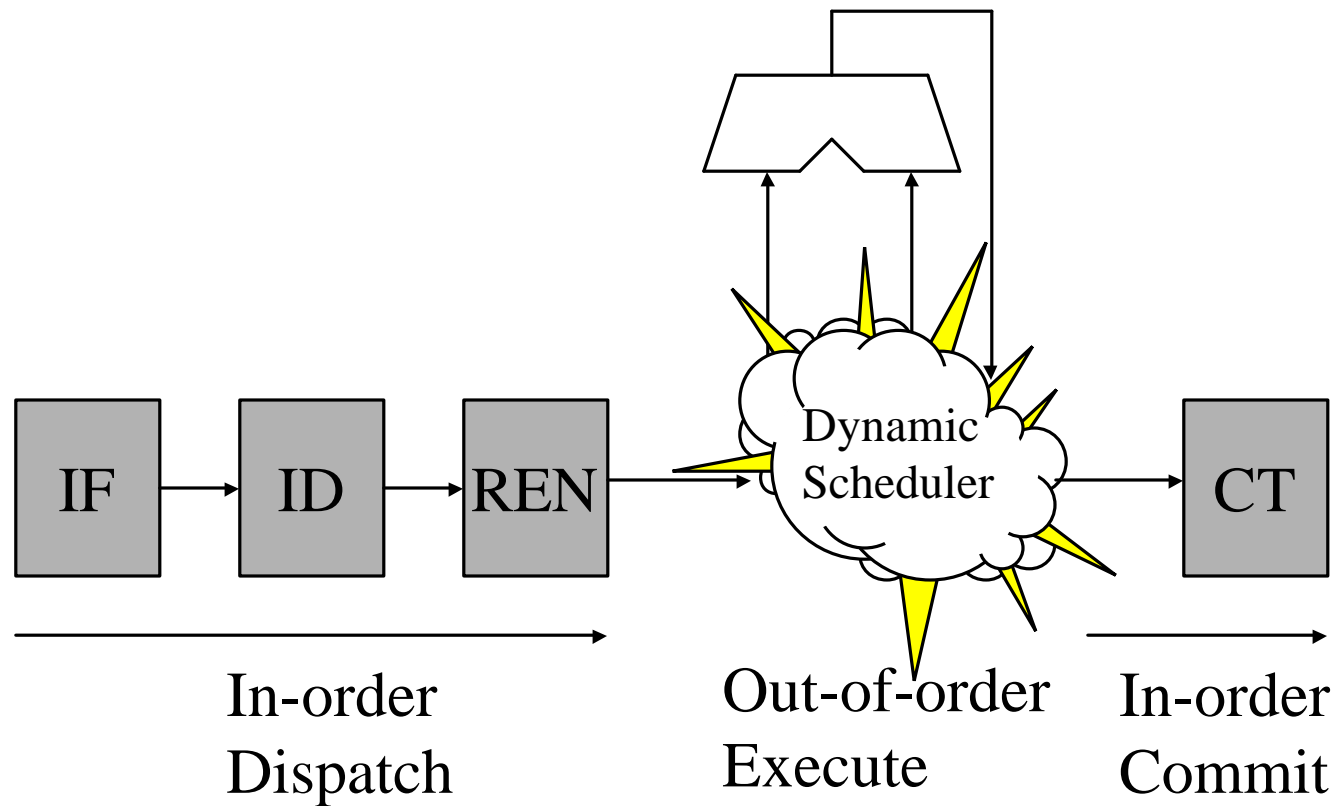 Dynamic
Scheduler
IF
ID
REN
CT
In-order
Dispatch
Out-of-order
Execute
In-order
Commit